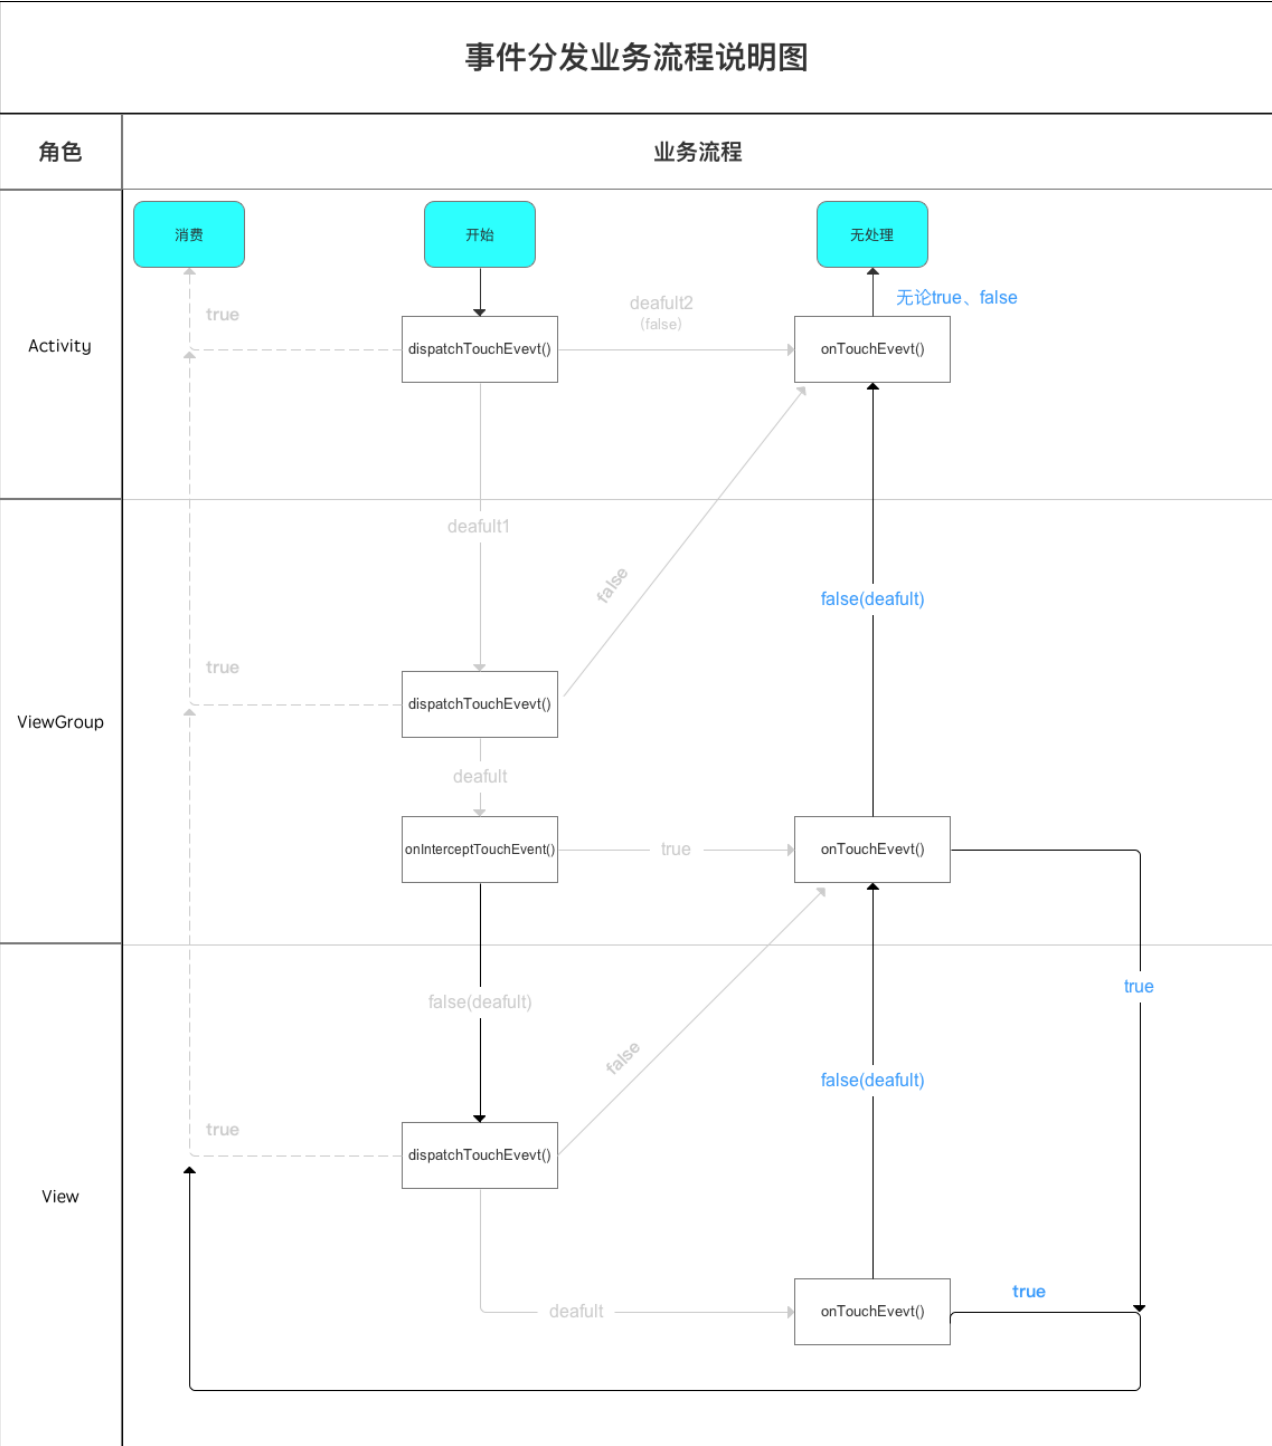 事件分发业务流程说明图
角色
业务流程
消费
开始
无处理
true
deafult2
(false)
无论true、false
Activity
dispatchTouchEvevt()
onTouchEvevt()
deafult1
false
false(deafult)
true
ViewGroup
dispatchTouchEvevt()
deafult
onInterceptTouchEvent()
true
onTouchEvevt()
false(deafult)
true
false
false(deafult)
true
dispatchTouchEvevt()
View
deafult
onTouchEvevt()
true